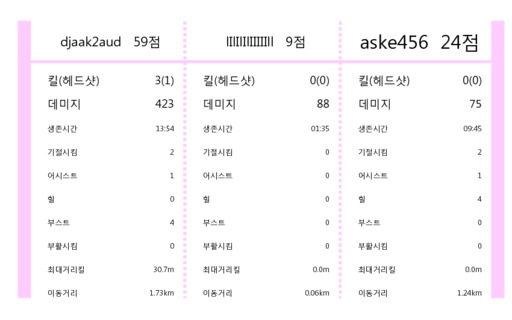 djaak2aud 59점 9점 aske456 24점
킬(헤드샷) 3(1) 킬(헤드샷) 0(0) 킬(헤드샷) 0(0)
데미지 423 데미지 88 데미지 75
생존시간 13:54 생존시간 01:35 생존시간 09:45
기절시킴 2 기절시킴 0 기절시킴 2
어시스트 1 어시스트 0 어시스트 1
힐 0 힐 0 힐 4
부스트 4 부스트 0 부스트 0
부활시킴 0 부활시킴 0 부활시킴 0
최대거리킬 30.7m 최대거리킬 0.0m 최대거리킬 0.0m
이동거리 1.73km 이동거리 0.06km 이동거리 1.24km